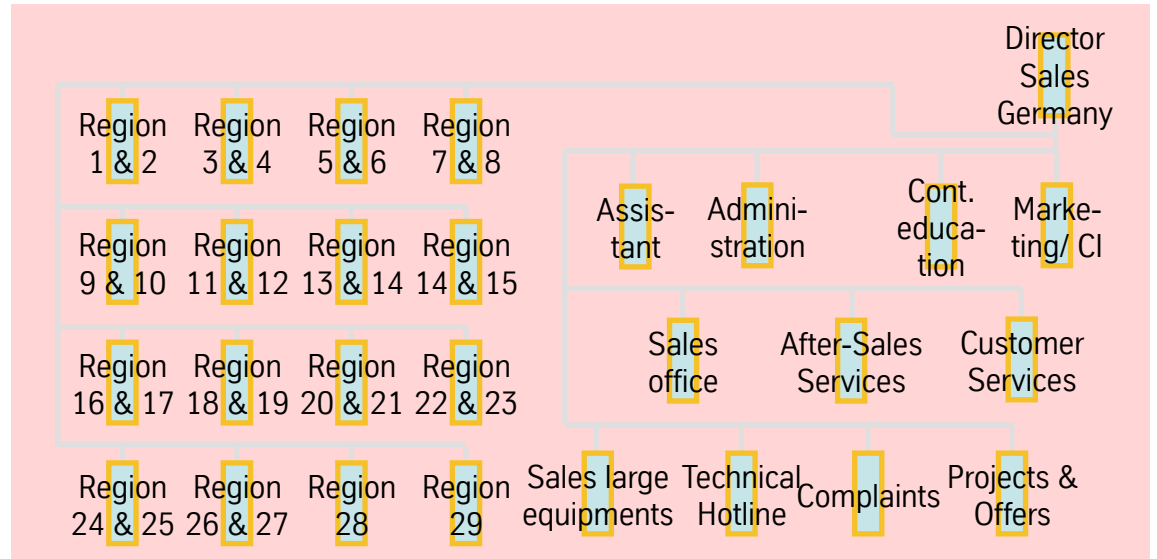 Director
Sales
Germany
Region
1 & 2
Region
3 & 4
Region
5 & 6
Region
7 & 8
Region
9 & 10
Region
11 & 12
Region
13 & 14
Region
14 & 15
Region
16 & 17
Region
18 & 19
Region
20 & 21
Region
22 & 23
Region
24 & 25
Region
26 & 27
Region
28
Region
29
Assis-
tant
Admini-
stration
Cont.
educa-
tion
Marke-
ting/ CI
Sales
office
After-Sales
Services
Customer
Services
Sales large
equipments
Technical
Hotline
Complaints
Projects &
Offers